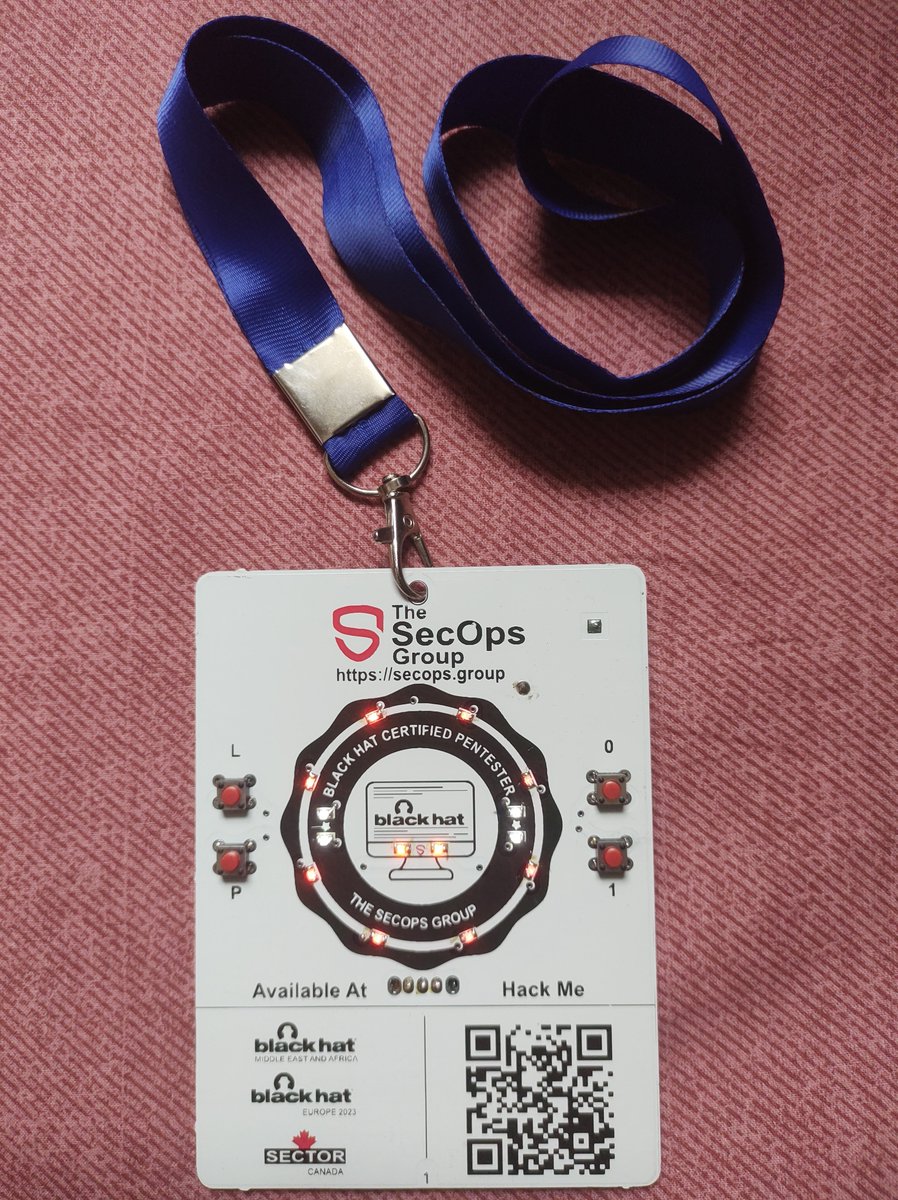 The
SecOps
Group
https://secops.group
BLACK HAT CERTIFIED PENTESTER
L
0
black hat
S
P
1
THE SECOPS GROUP
Available At
Hack Me
black hat
MIDDLE EAST AND AFRICA
black hat
EUROPE 2023
SECTOR
CANADA
1